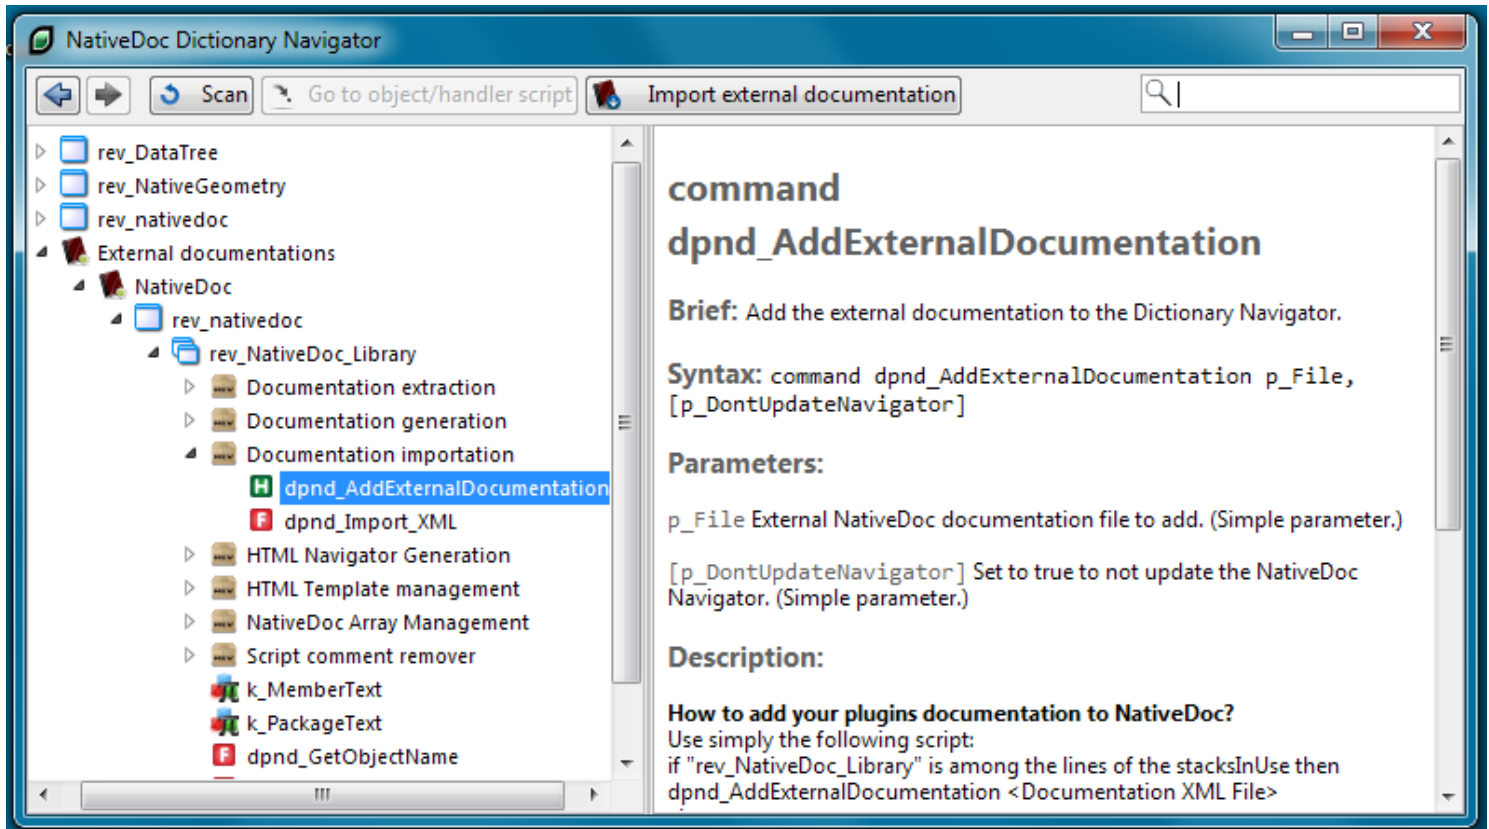 NativeDoc Dictionary Navigator
Scan
Go to object/handler script
Import external documentation
rev_DataTree
rev_NativeGeometry
rev_nativedoc
External documentations
NativeDoc
rev_nativedoc
rev_NativeDoc_Library
Documentation extraction
Documentation generation
Documentation importation
dpnd_AddExternalDocumentation
dpnd_Import_XML
HTML Navigator Generation
HTML Template management
NativeDoc Array Management
Script comment remover
k_MemberText
k_PackageText
dpnd_GetObjectName
command
dpnd_AddExternalDocumentation
Brief: Add the external documentation to the Dictionary Navigator.
Syntax: command dpnd_AddExternalDocumentation p_File,
[p_DontUpdateNavigator]
Parameters:
p_File External NativeDoc documentation file to add. (Simple parameter.)
[p_DontUpdateNavigator] Set to true to not update the NativeDoc
Navigator. (Simple parameter.)
Description:
How to add your plugins documentation to NativeDoc?
Use simply the following script:
if "rev_NativeDoc_Library" is among the lines of the stacksInUse then
dpnd_AddExternalDocumentation <Documentation XML File>